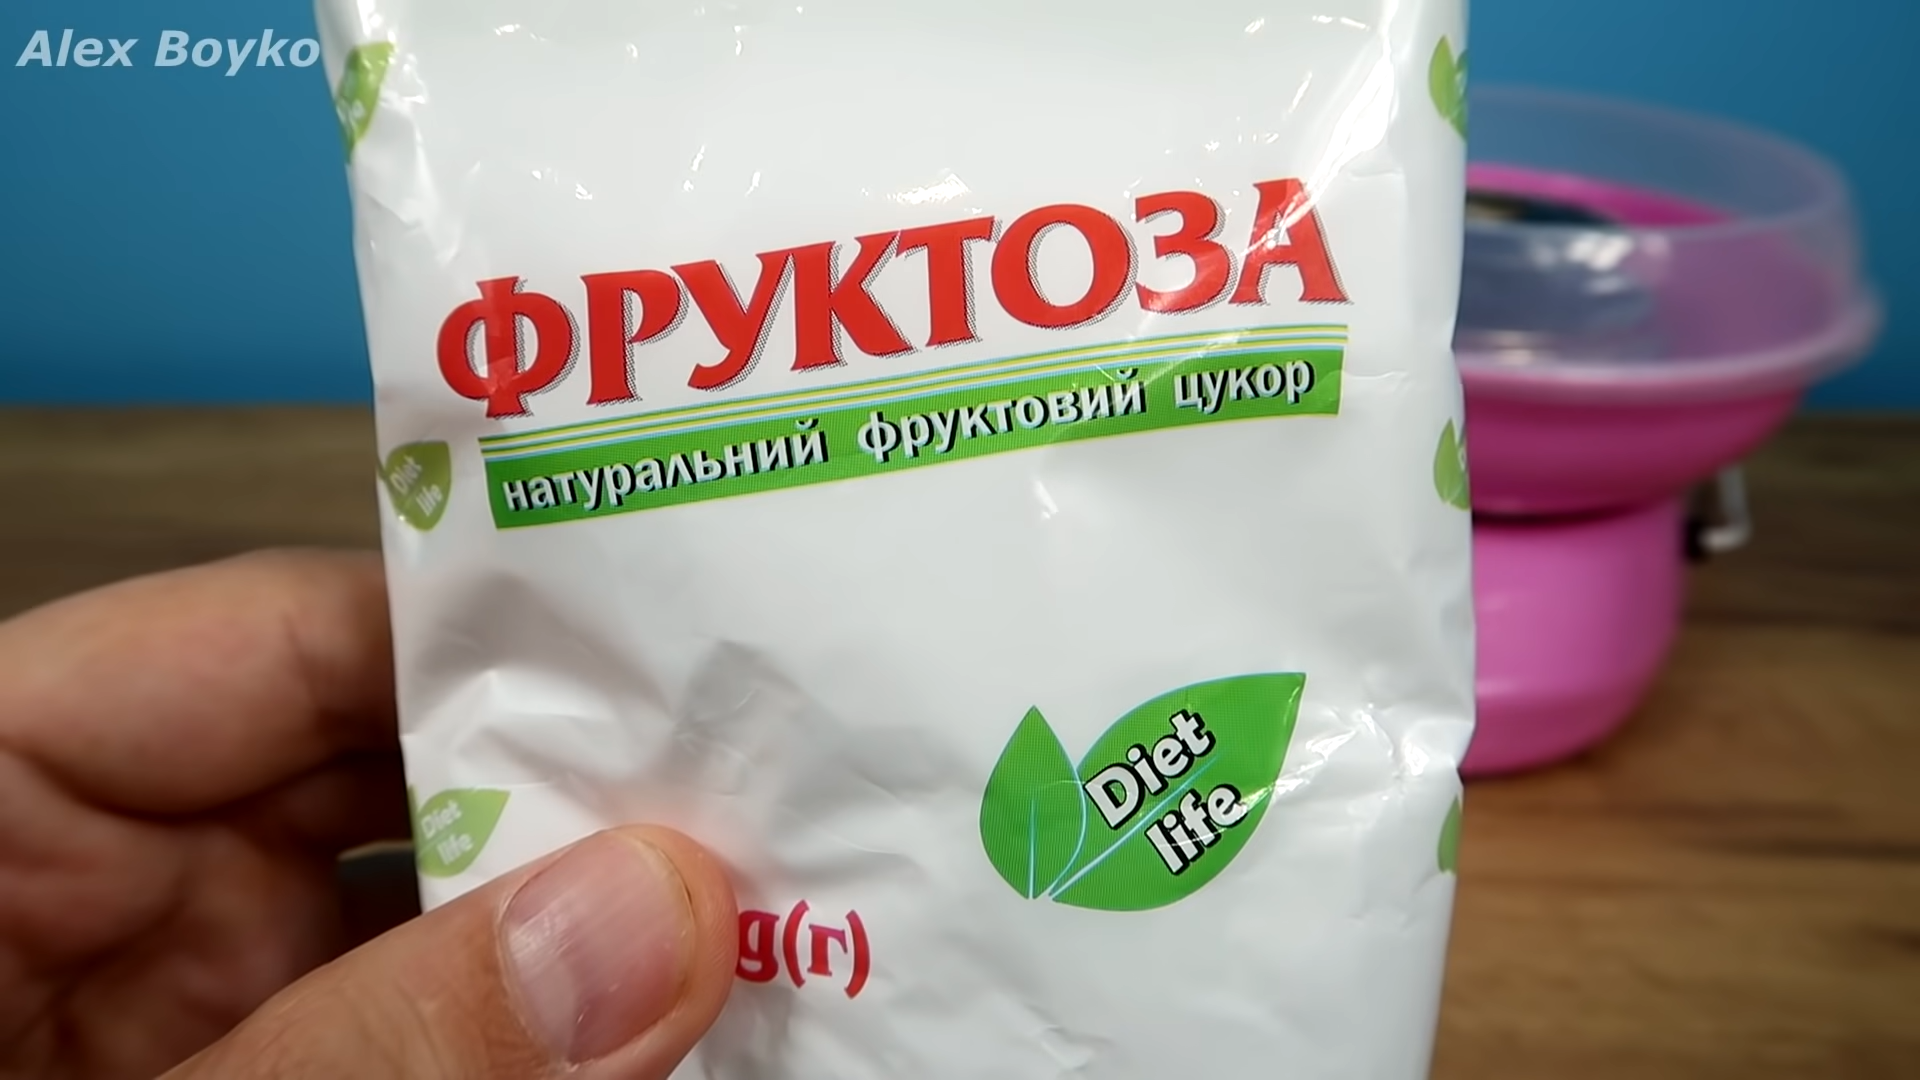 Alex Boyko
ФРУКТОЗА
натуральний фруктовий цукор
Diet
life
Diet
life
Diet
life
g(г)